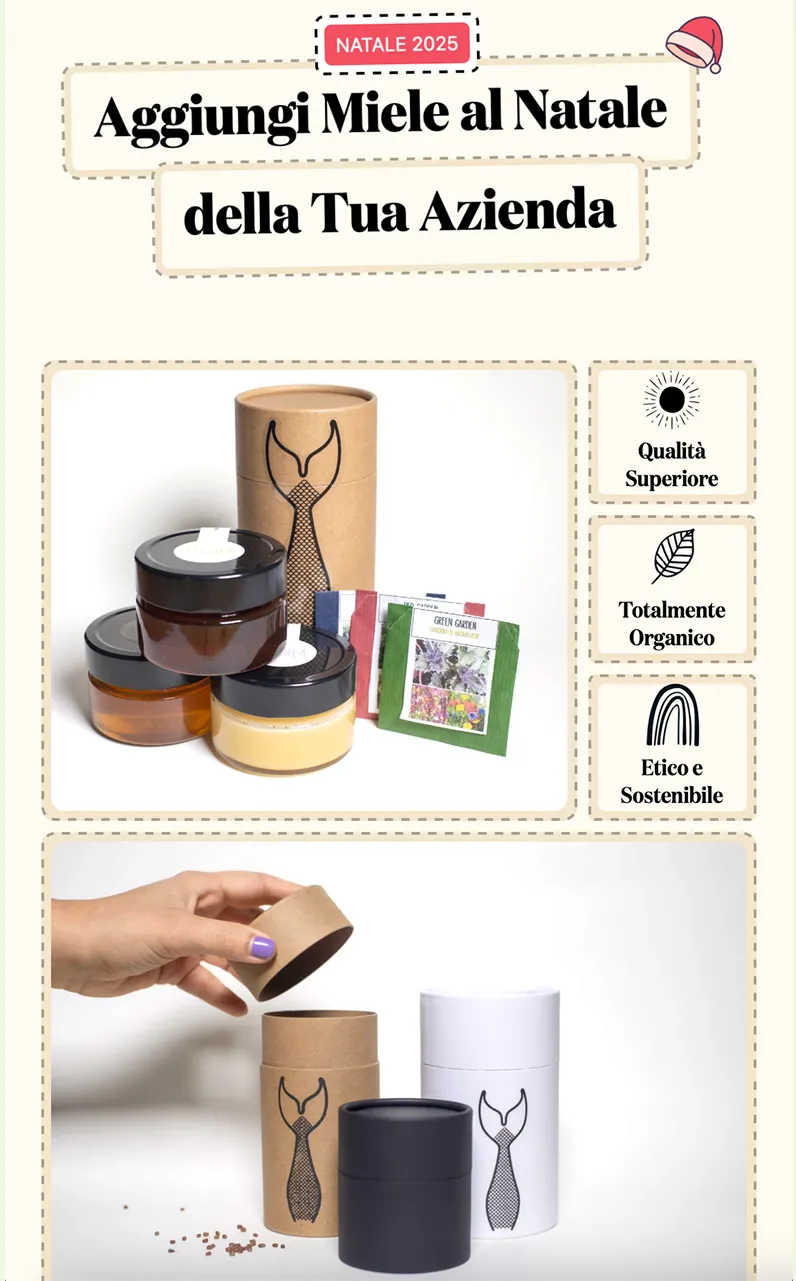 NATALE 2025
Aggiungi Miele al Natale
della Tua Azienda
Qualità
Superiore
Totalmente
Organico
Etico e
Sostenibile
GREEN GARDEN